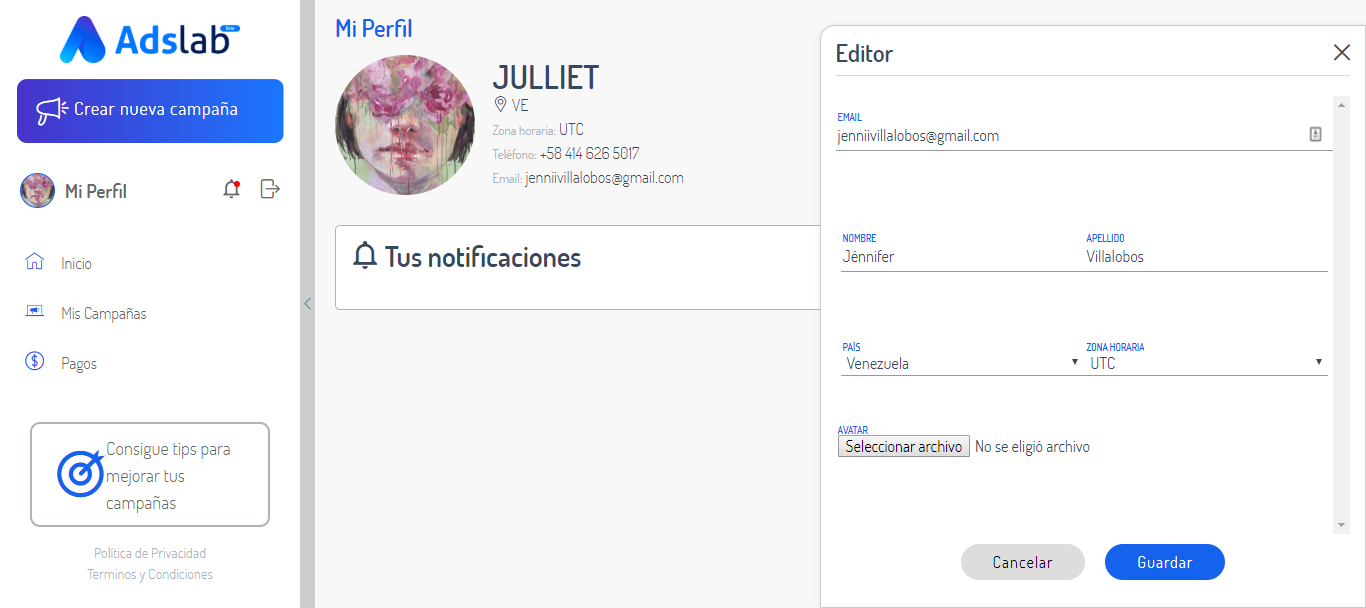 Adslab Beta
Crear nueva campaña
Mi Perfil
Inicio
Mis Campañas
Pagos
Consigue tips para
mejorar tus
campañas
Política de Privacidad
Terminos y Condiciones
Mi Perfil
JULLIET
VE
Zona horaria: UTC
Teléfono: +58 414 626 5017
Email: jenniivillalobos@gmail.com
Tus notificaciones
Editor
EMAIL
jenniivillalobos@gmail.com
NOMBRE APELLIDO
Jénnifer Villalobos
PAÍS ZONA HORARIA
Venezuela UTC
AVATAR
Seleccionar archivo No se eligió archivo
Cancelar Guardar